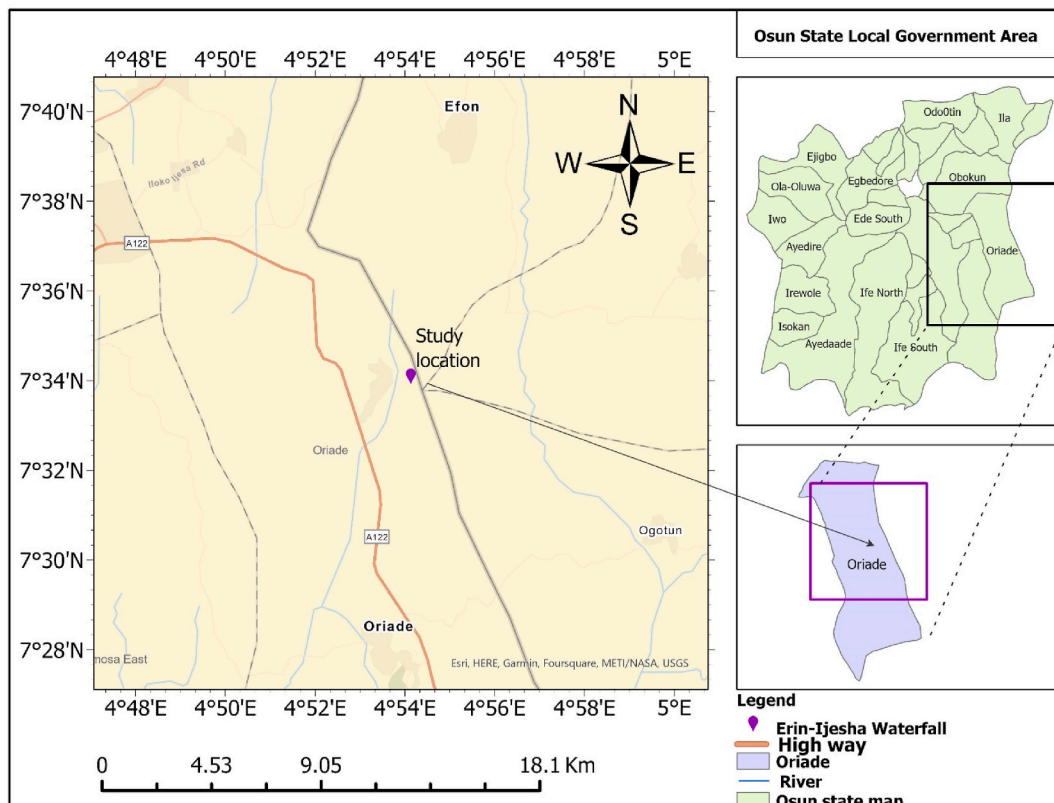 Osun State Local Government Area
4°48'E 4°50'E 4°52'E 4°54'E 4°56'E 5°E
7°40'N
7°38'N
7°36'N
7°34'N
7°32'N
7°30'N
7°28'N
Efon
N
W E
S
Iloko Ijesa Rd
A122
Study
location
Oriade
Ogotun
A122
Oriade
mosa East
Esri, HERE, Garmin, Foursquare, METI/NASA, USGS
4°48'E 4°50'E 4°52'E 4°54'E 4°56'E 5°E
0 4.53 9.05 18.1 Km
Odo0tin
Ila
Ejigbo
Obokun
Ola-Oluwa
Egbedore
Iwo
Ede South
Ayedire
Oriade
Irewole
Ife North
Isokan
Ayedaade
Ife South
Oriade
Legend
Erin-Ijesha Waterfall
High way
Oriade
River
Osun state map